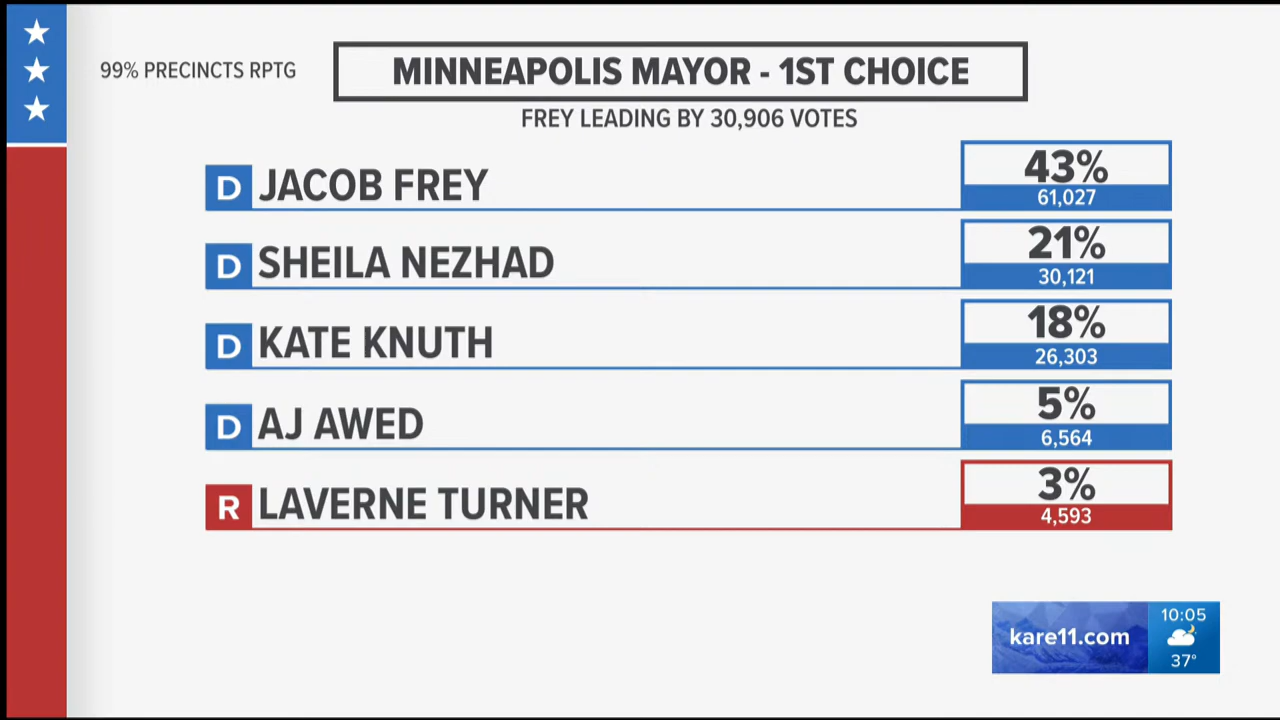 99% PRECINCTS RPTG
MINNEAPOLIS MAYOR - 1ST CHOICE
FREY LEADING BY 30,906 VOTES
D JACOB FREY 43%
61,027
D SHEILA NEZHAD 21%
30,121
D KATE KNUTH 18%
26,303
D AJ AWED 5%
6,564
R LAVERNE TURNER 3%
4,593
kare11.com
10:05
37°